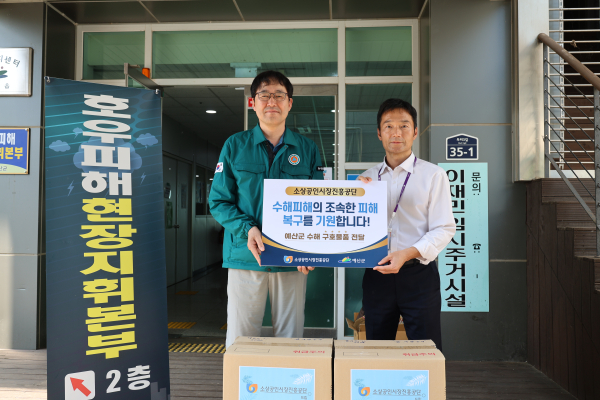 호우피해
현장지휘본부
2층
피해
휘본부
35-1
문의
이재민 임시주거시설
소상공인시장진흥공단
수해피해의 조속한 피해
복구를 기원합니다!
예산군 수해 구호물품 전달
소상공인시장진흥공단
예산군
소상공인시장진흥공단
소상공인시장진흥공단